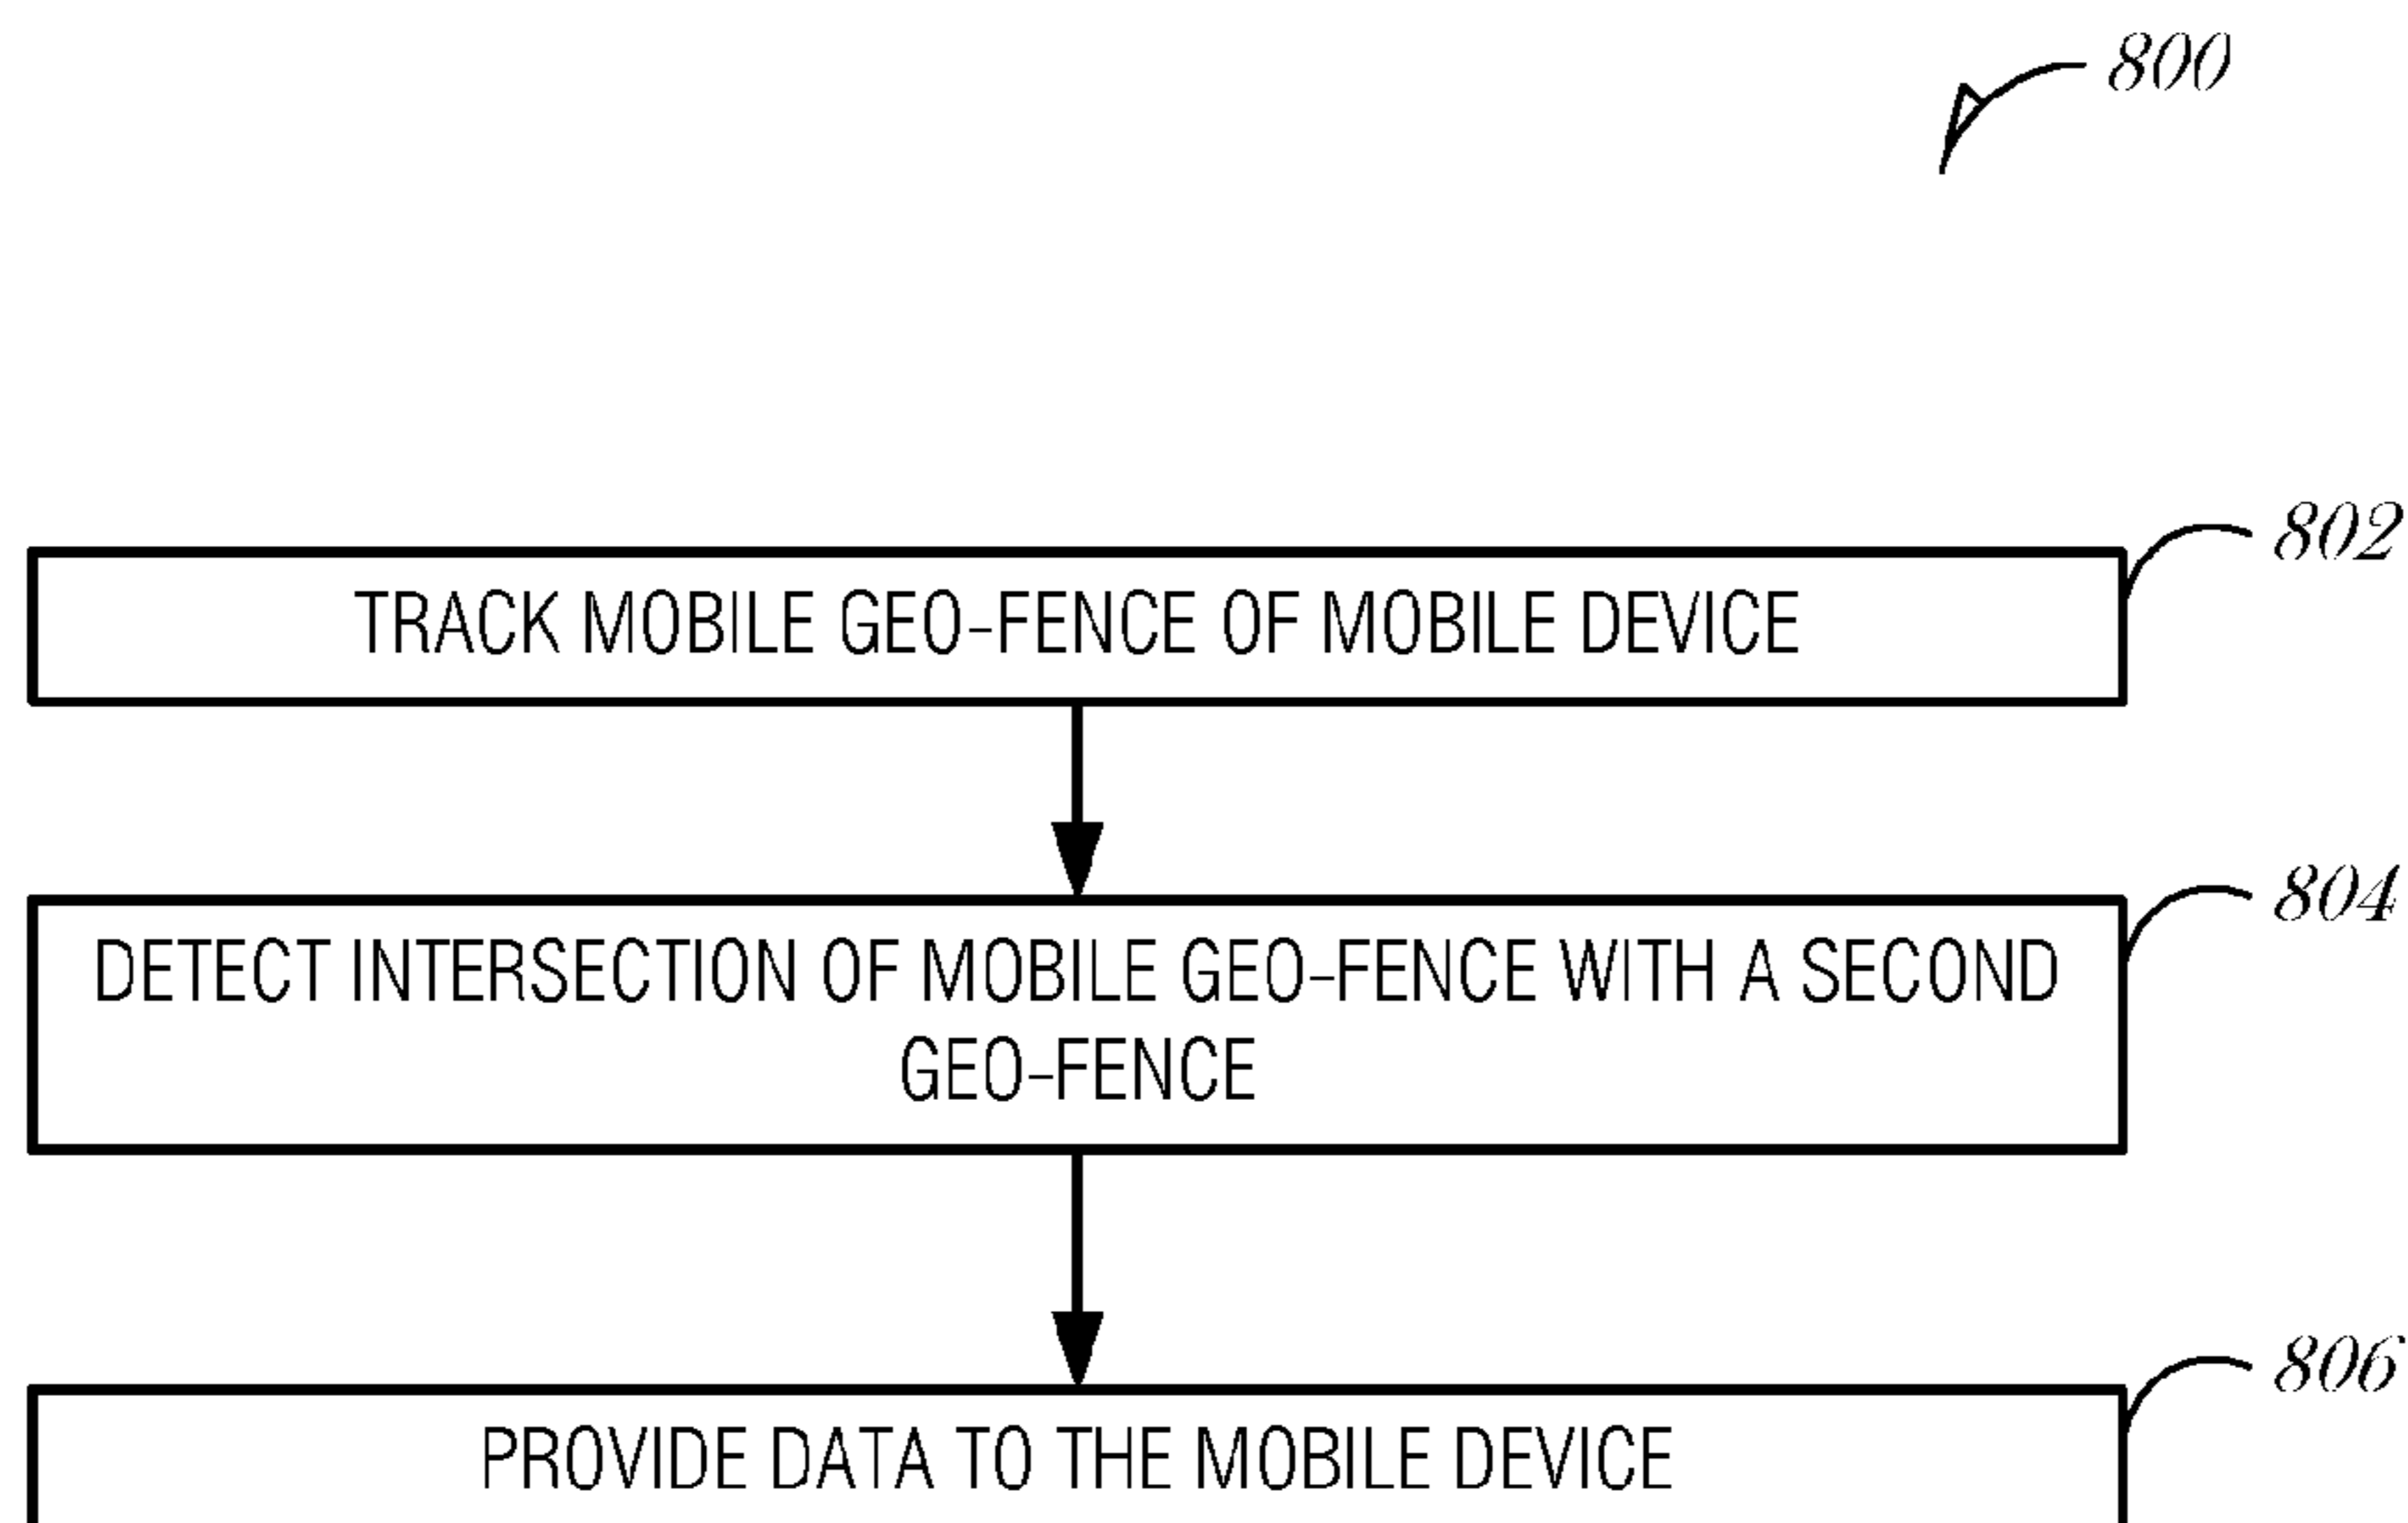 800
802
TRACK MOBILE GEO-FENCE OF MOBILE DEVICE
804
DETECT INTERSECTION OF MOBILE GEO-FENCE WITH A SECOND
GEO-FENCE
806
PROVIDE DATA TO THE MOBILE DEVICE